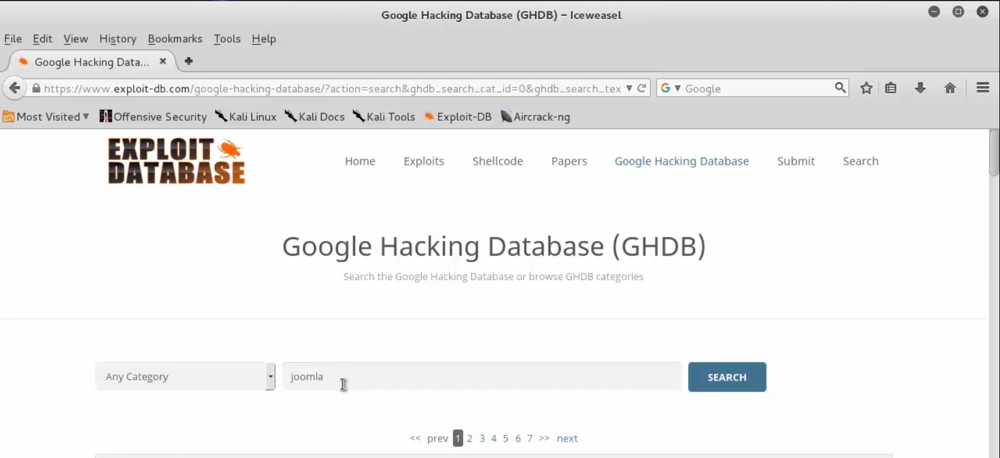 Google Hacking Database (GHDB) – Iceweasel
File Edit View History Bookmarks Tools Help
Google Hacking Data...
https://www.exploit-db.com/google-hacking-database/?action=search&ghdb_search_cat_id=0&ghdb_search_tex
Google
Most Visited Offensive Security Kali Linux Kali Docs Kali Tools Exploit-DB Aircrack-ng
EXPLOIT
DATABASE
Home Exploits Shellcode Papers Google Hacking Database Submit Search
Google Hacking Database (GHDB)
Search the Google Hacking Database or browse GHDB categories
Any Category joomla SEARCH
<< prev 1 2 3 4 5 6 7 >> next